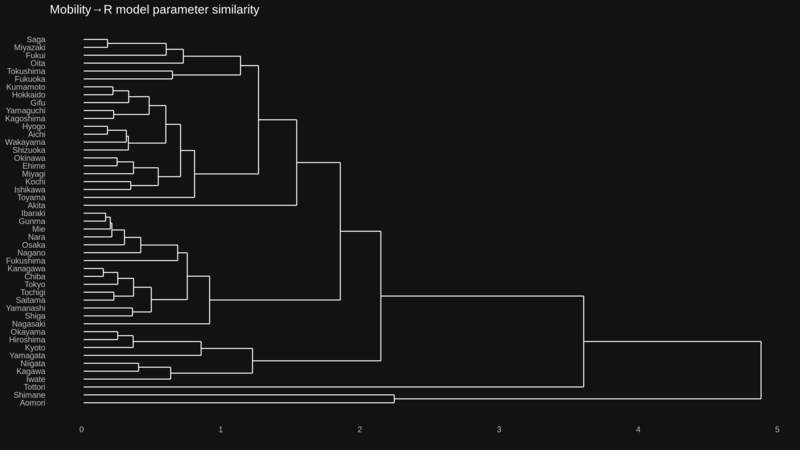 Mobility→R model parameter similarity
Saga
Miyazaki
Fukui
Oita
Tokushima
Fukuoka
Kumamoto
Hokkaido
Gifu
Yamaguchi
Kagoshima
Hyogo
Aichi
Wakayama
Shizuoka
Okinawa
Ehime
Miyagi
Kochi
Ishikawa
Toyama
Akita
Ibaraki
Gunma
Mie
Nara
Osaka
Nagano
Fukushima
Kanagawa
Chiba
Tokyo
Tochigi
Saitama
Yamanashi
Shiga
Nagasaki
Okayama
Hiroshima
Kyoto
Yamagata
Niigata
Kagawa
Iwate
Tottori
Shimane
Aomori
0 1 2 3 4 5